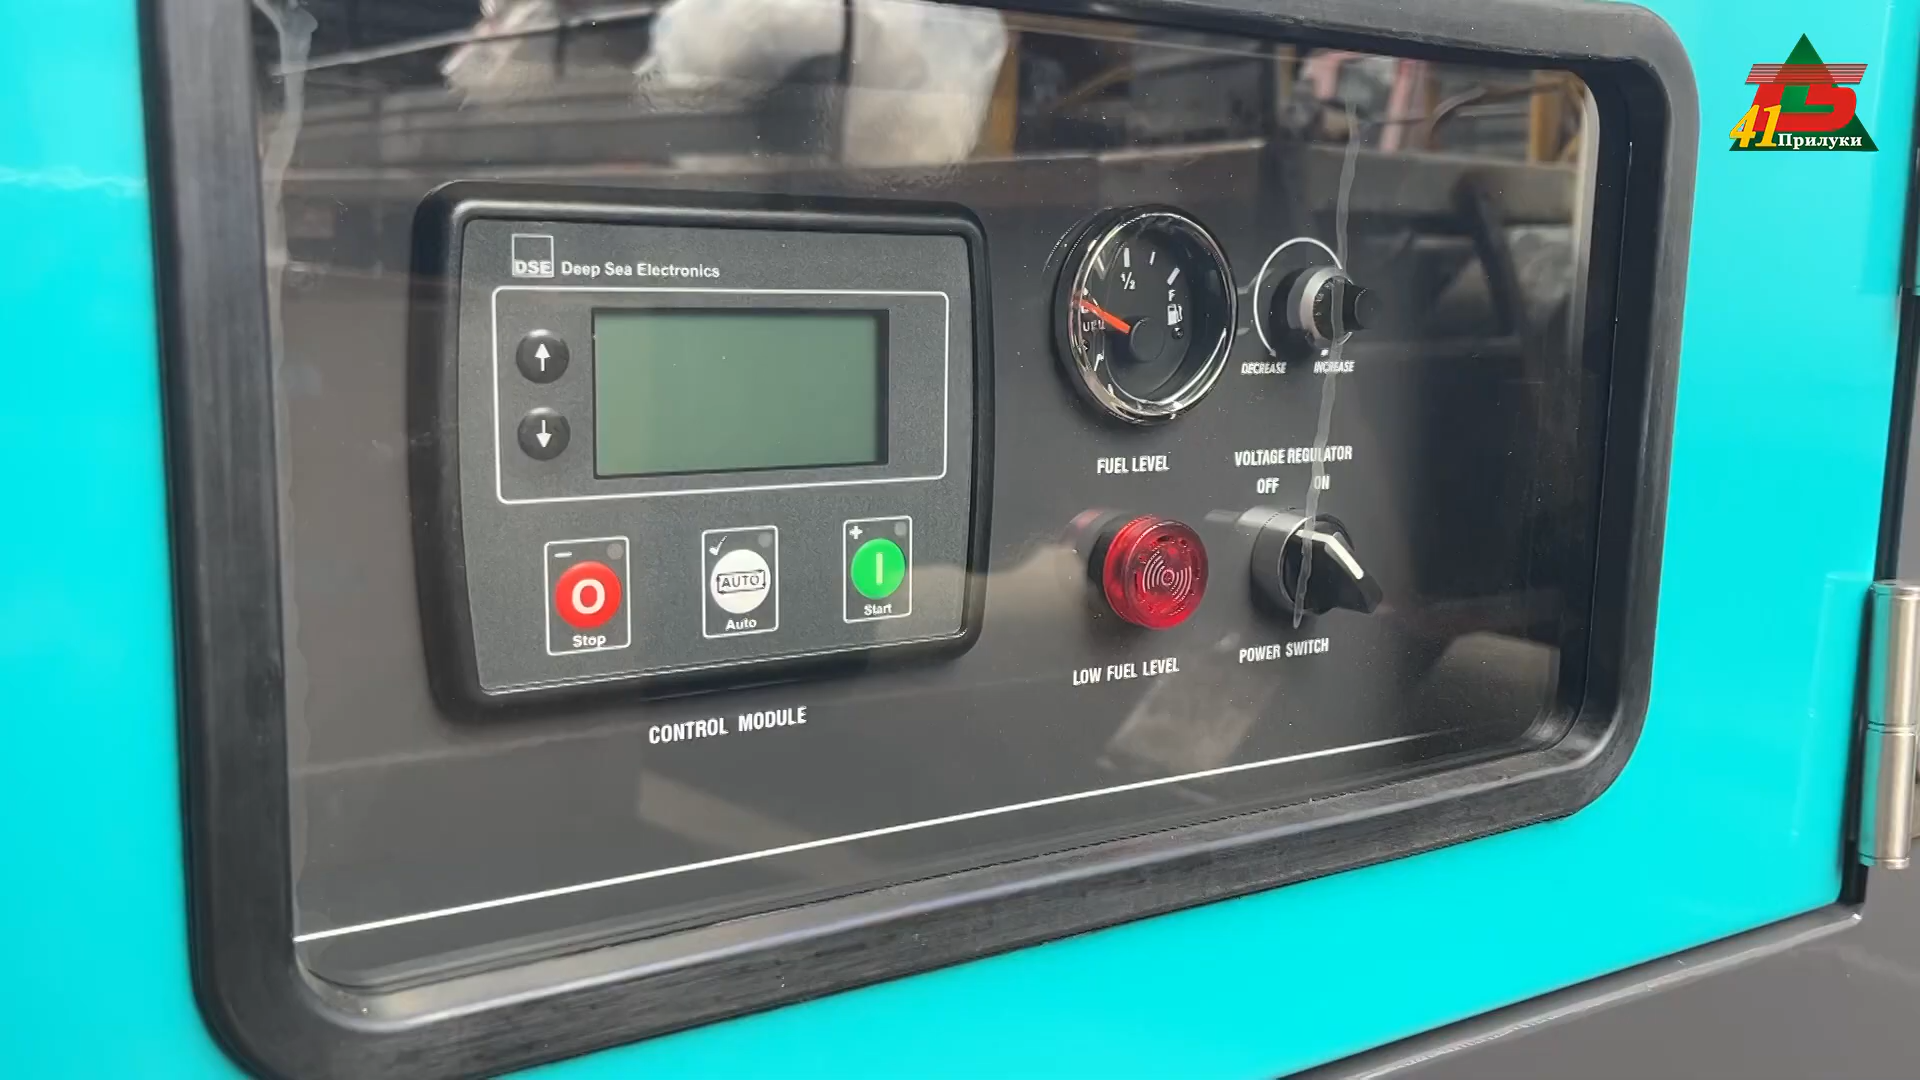 41 Прилуки
DSE Deep Sea Electronics
1/2
F
FUEL
DECREASE INCREASE
FUEL LEVEL
VOLTAGE REGULATOR
OFF ON
O
AUTO
I
Stop
Auto
Start
LOW FUEL LEVEL
POWER SWITCH
CONTROL MODULE